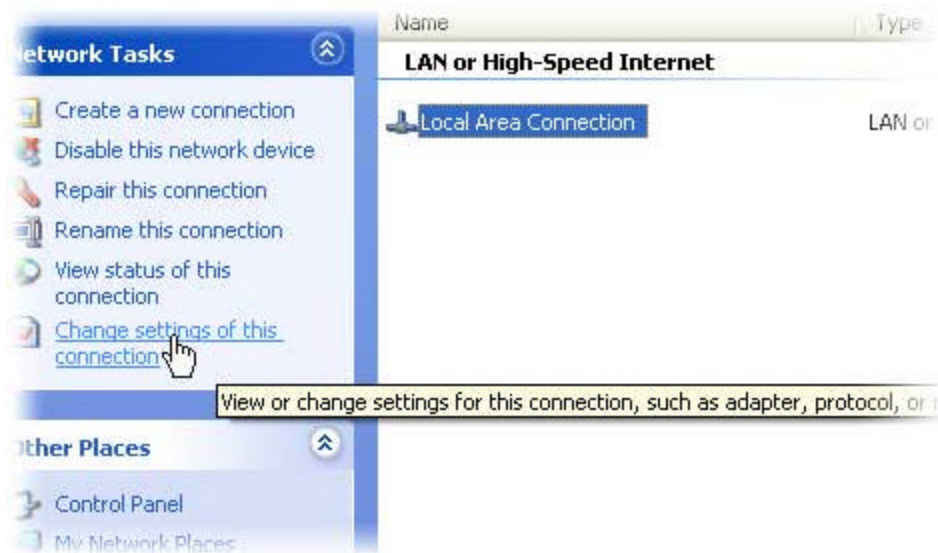 Name
Type
Network Tasks
LAN or High-Speed Internet
Create a new connection
Local Area Connection
LAN or
Disable this network device
Repair this connection
Rename this connection
View status of this
connection
Change settings of this
connection
View or change settings for this connection, such as adapter, protocol, or
Other Places
Control Panel
My Network Places